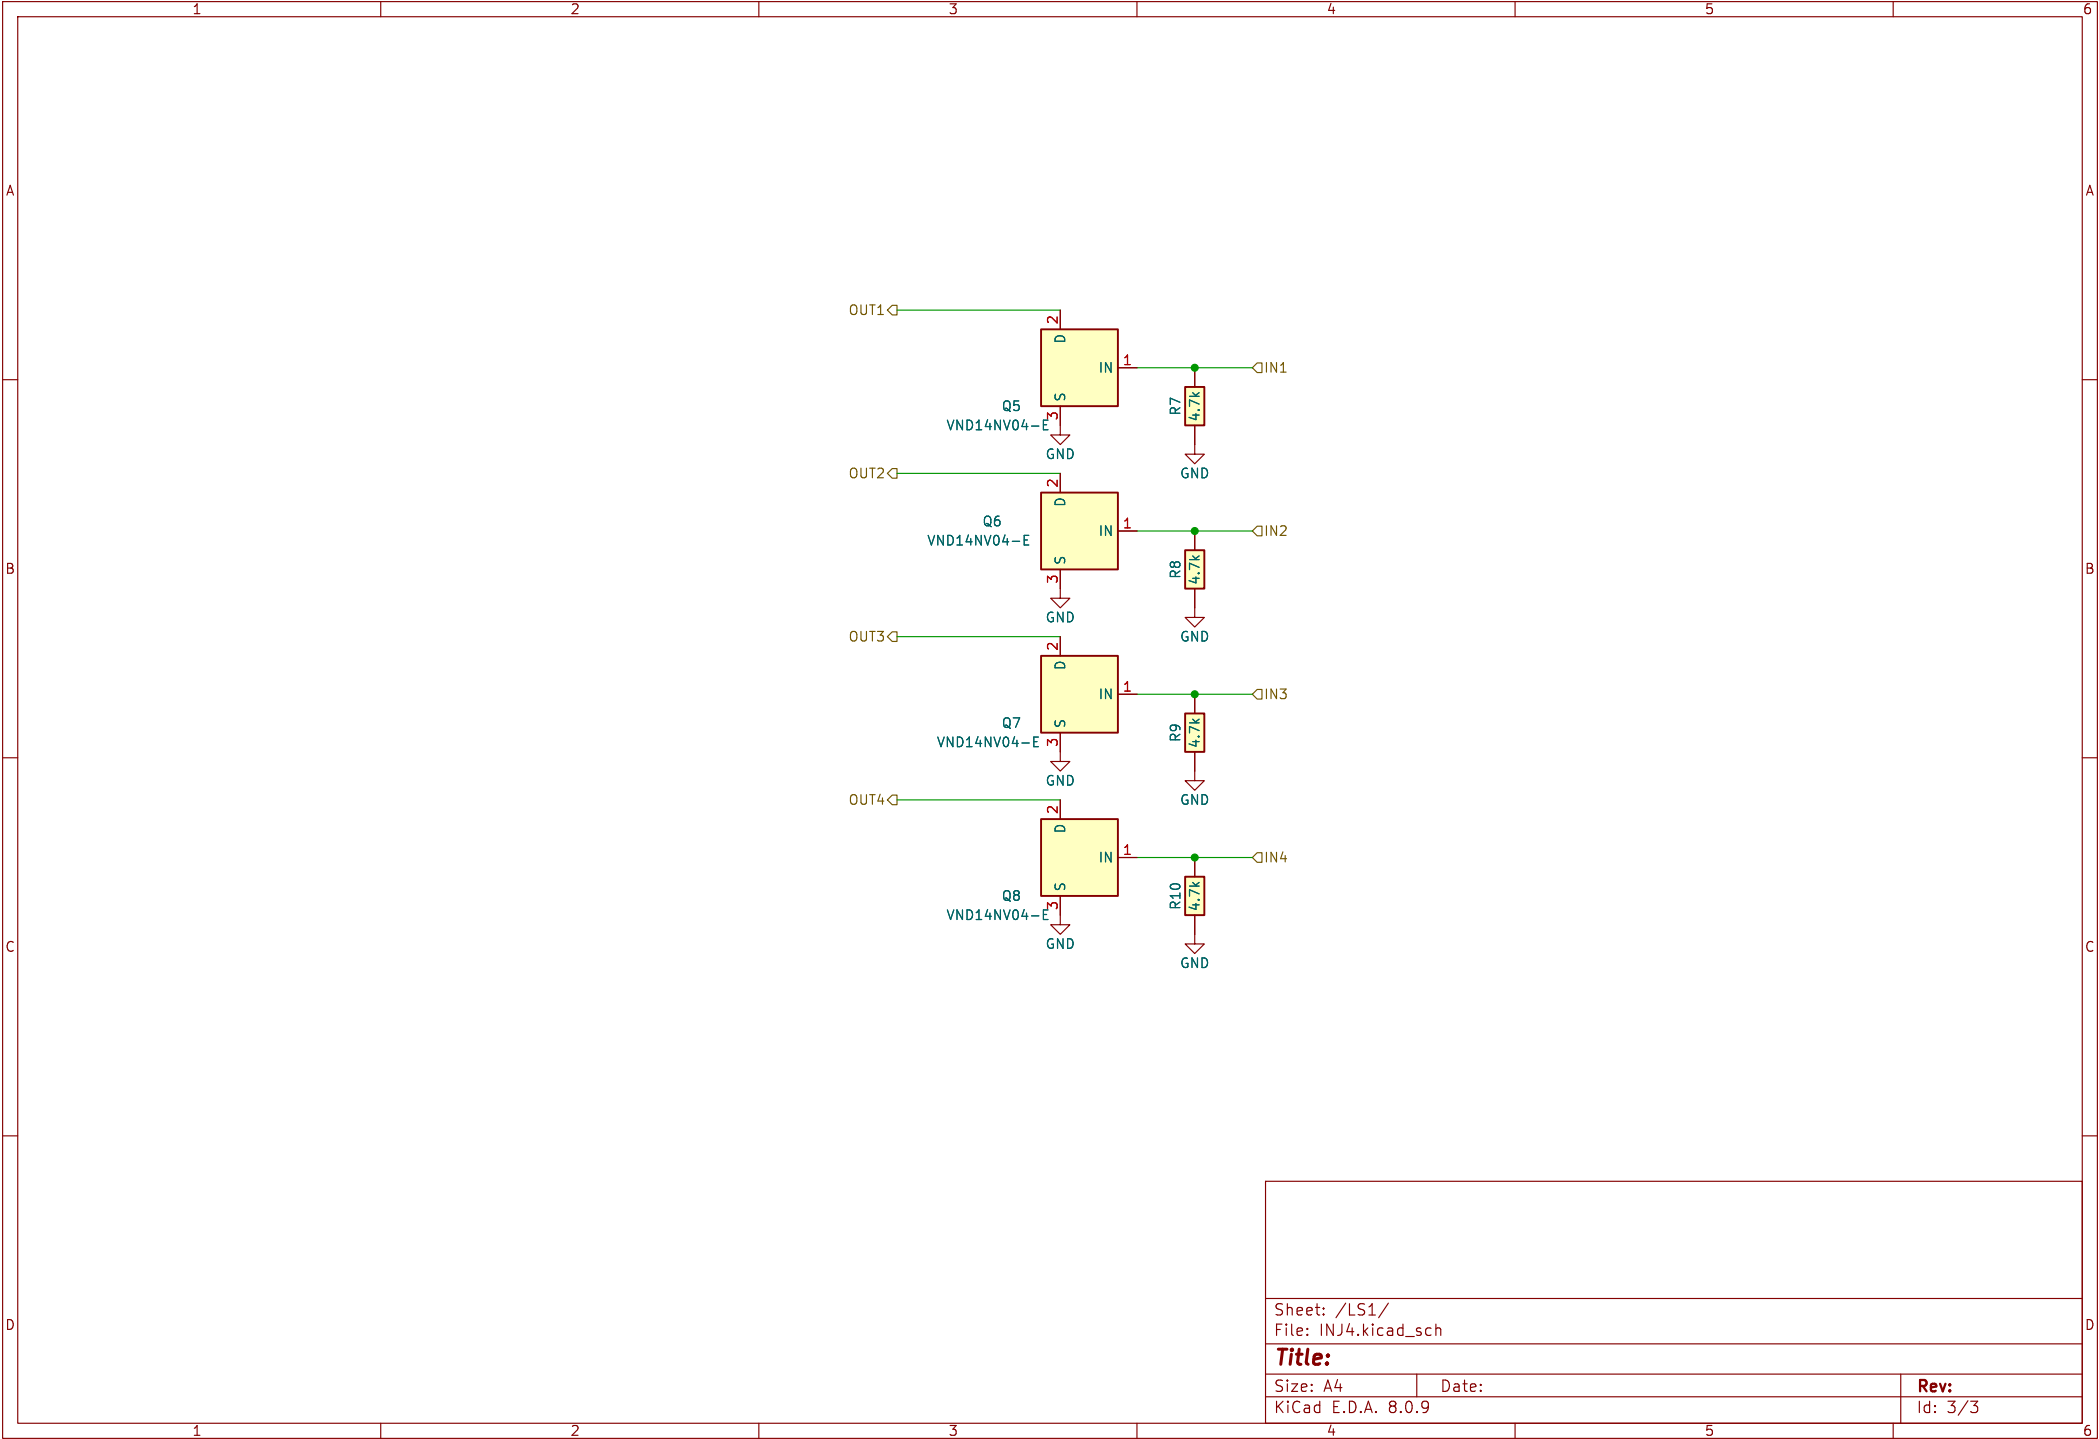 1 2 3 4 5 6
A A
OUT1
2
D
IN 1 IN1
S
3
Q5
VND14NV04-E
GND
R7 4.7k
GND
OUT2
2
D
IN 1 IN2
S
3
Q6
VND14NV04-E
GND
R8 4.7k
GND
B B
OUT3
2
D
IN 1 IN3
S
3
Q7
VND14NV04-E
GND
R9 4.7k
GND
OUT4
2
D
IN 1 IN4
S
3
Q8
VND14NV04-E
GND
R10 4.7k
GND
C C
D D
Sheet: /LS1/
File: INJ4.kicad_sch
Title:
Size: A4 Date: Rev:
KiCad E.D.A. 8.0.9 Id: 3/3
1 2 3 4 5 6